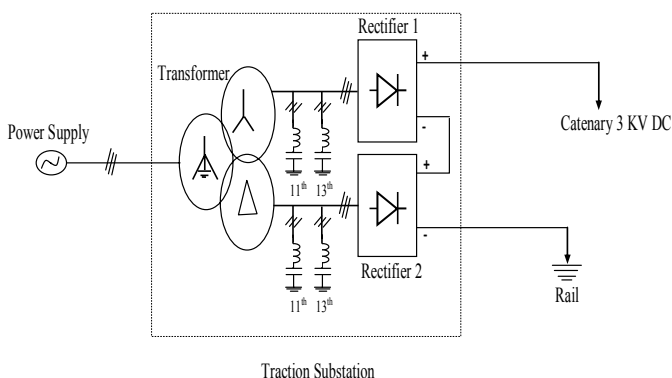 Rectifier 1
Transformer
+
Power Supply
-
Catenary 3 KV DC
11th 13th
+
-
Rectifier 2
11th 13th
Rail
Traction Substation